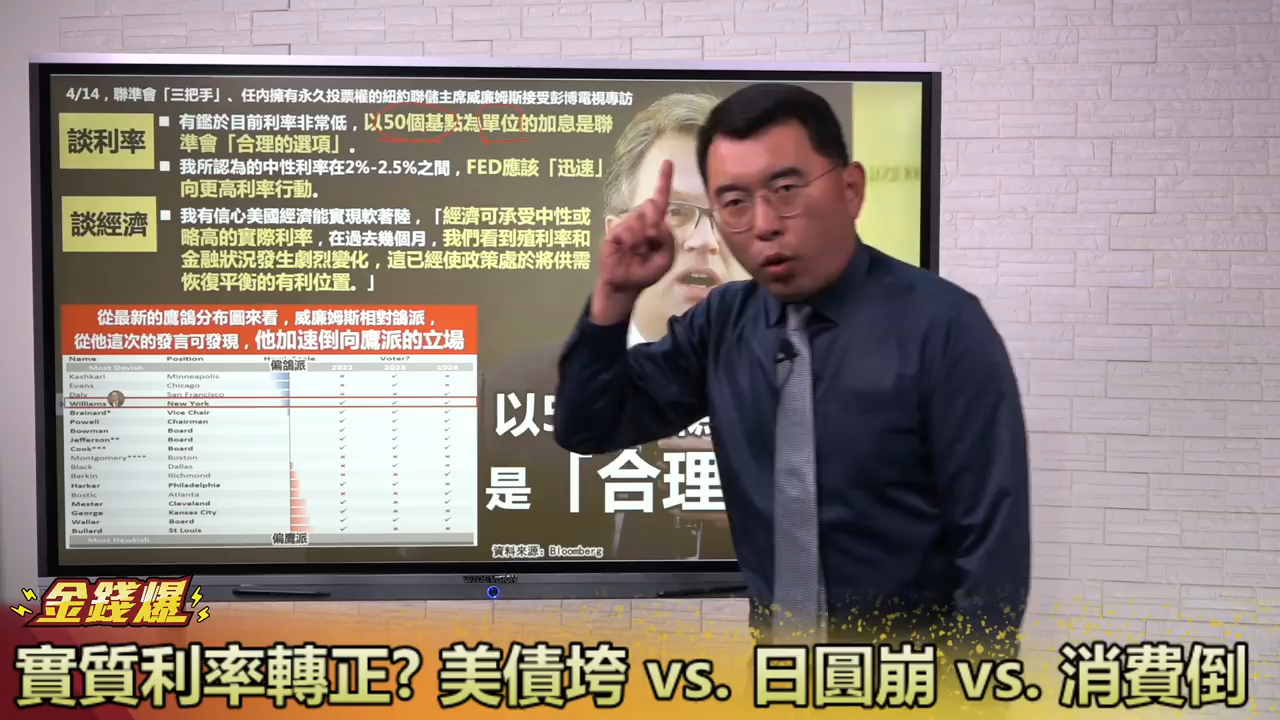 4/14，聯準會「三把手」、任內擁有永久投票權的紐約聯儲主席威廉姆斯接受彭博電視專訪
談利率
■ 有鑑於目前利率非常低，以50個基點為單位的加息是聯
準會「合理的選項」。
■ 我所認為的中性利率在2%-2.5%之間，FED應該「迅速」
向更高利率行動。
談經濟
■ 我有信心美國經濟能實現軟著陸，「經濟可承受中性或
略高的實際利率，在過去幾個月，我們看到殖利率和
金融狀況發生劇烈變化，這已經使政策處於將供需
恢復平衡的有利位置。」
從最新的鷹鴿分布圖來看，威廉姆斯相對鴿派，
從他這次的發言可發現，他加速倒向鷹派的立場
Name Position Voter?
Most Dovish 偏鴿派 2022 2023 2024
Kashkari Minneapolis × ✓ ×
Evans Chicago × ✓ ×
Daly San Francisco × × ✓
Williams New York ✓ ✓ ✓
Brainard* Vice Chair ✓ ✓ ✓
Powell Chairman ✓ ✓ ✓
Bowman Board ✓ ✓ ✓
Jefferson** Board ✓ ✓ ✓
Cook*** Board ✓ ✓ ✓
Montgomery**** Boston × × ×
Black Dallas × ✓ ×
Barkin Richmond × × ✓
Harker Philadelphia
Bostic Atlanta × × ✓
Mester Cleveland ✓ × ✓
George Kansas City ✓ × ×
Waller Board ✓ ✓ ✓
Bullard St Louis ✓ × ×
Most Hawkish 偏鷹派
以5
是「合理
資料來源：Bloomberg
金錢爆
實質利率轉正? 美債垮 vs. 日圓崩 vs. 消費倒